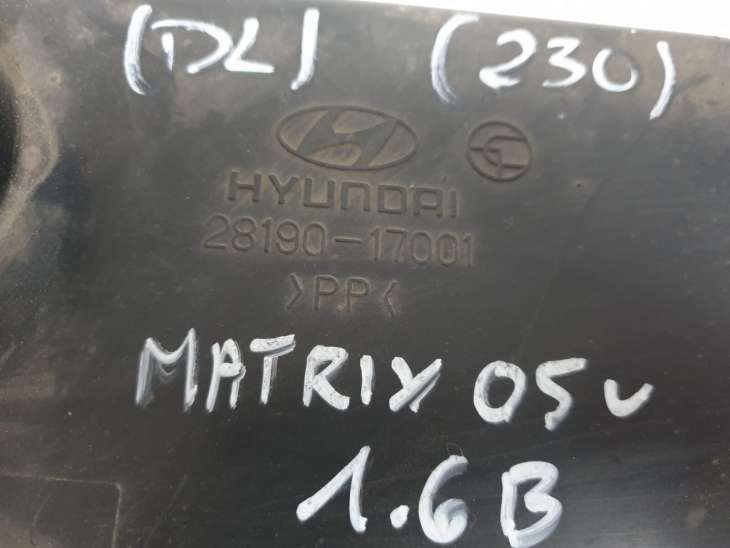 (DL) (230)
HYUNDAI
28190-17001
>PP<
MATRIX 05v
1.6B